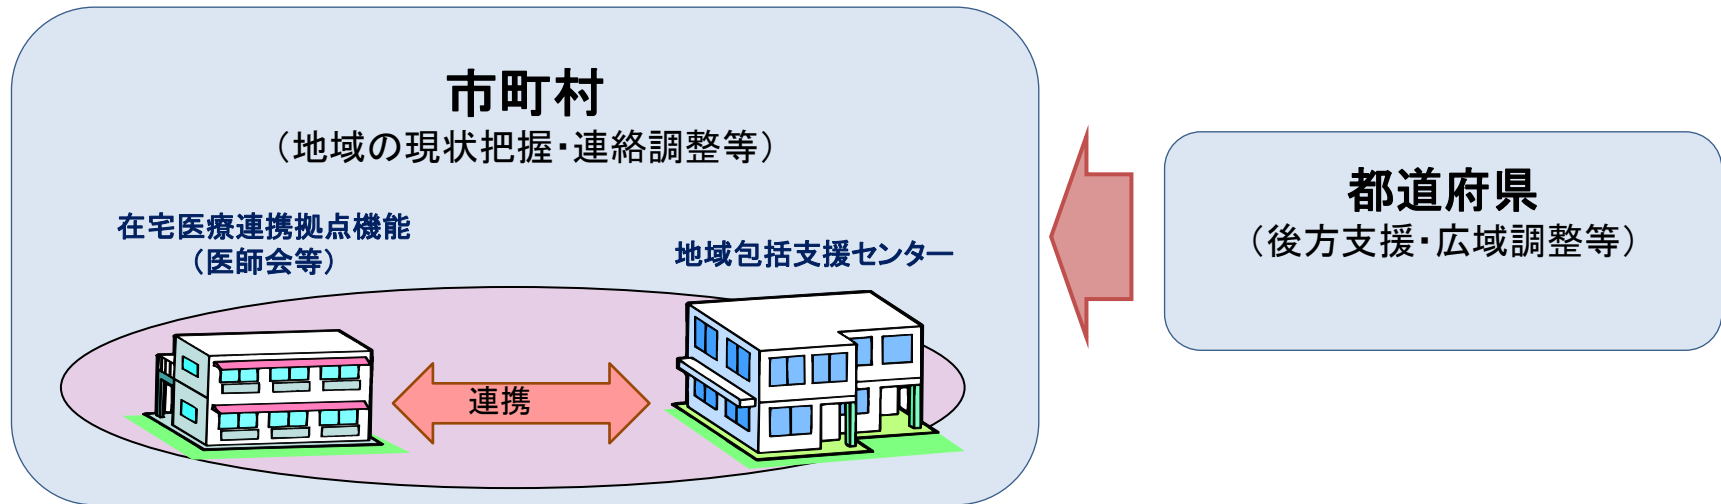 市町村
（地域の現状把握・連絡調整等）
在宅医療連携拠点機能
（医師会等）
地域包括支援センター
連携
都道府県
（後方支援・広域調整等）